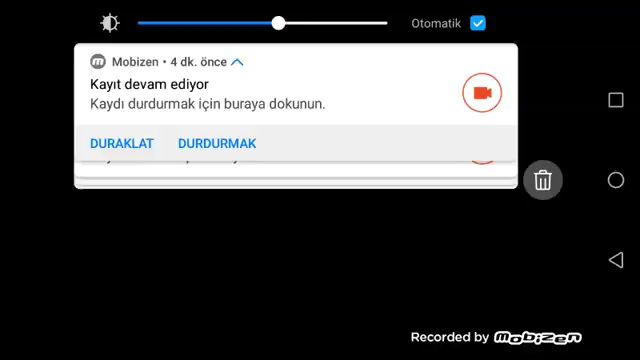 Otomatik
Mobizen • 4 dk. önce
Kayıt devam ediyor
Kaydı durdurmak için buraya dokunun.
DURAKLAT DURDURMAK
Recorded by Mobizen